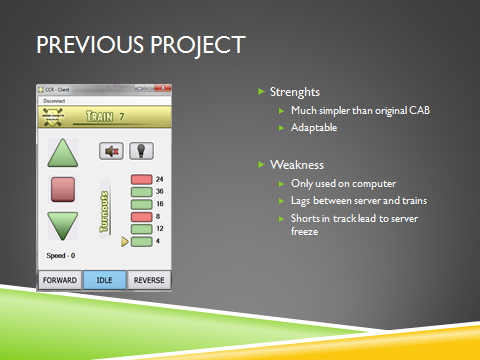 PREVIOUS PROJECT
CCR - Client
Disconnect
TRAIN 7
Turnouts
24
36
16
8
12
4
Speed - 0
FORWARD
IDLE
REVERSE
Strenghts
Much simpler than original CAB
Adaptable
Weakness
Only used on computer
Lags between server and trains
Shorts in track lead to server
freeze